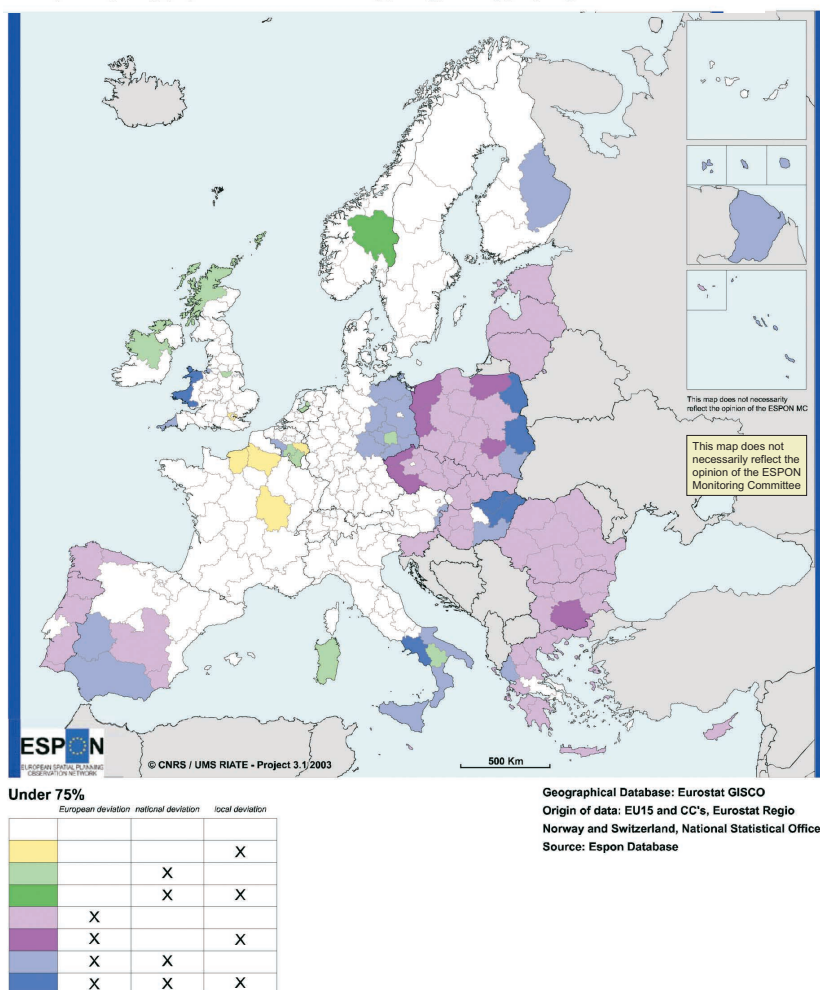 This map does not necessarily
reflect the opinion of the ESPON MC
This map does not
necessarily reflect the
opinion of the ESPON
Monitoring Committee
ESPON
EUROPEAN SPATIAL PLANNING
OBSERVATION NETWORK
© CNRS / UMS RIATE - Project 3.1/2003
500 Km
Under 75%
European deviation national deviation local deviation
X
X
X X
X
X X
X X
X X X
Geographical Database: Eurostat GISCO
Origin of data: EU15 and CC's, Eurostat Regio
Norway and Switzerland, National Statistical Office
Source: Espon Database